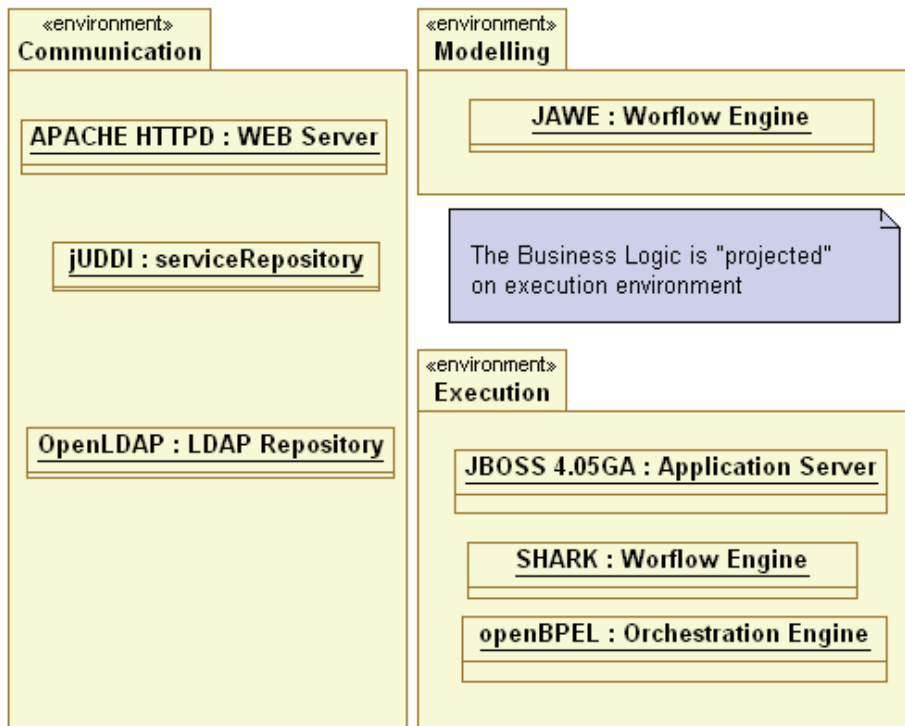 «environment»
Communication
APACHE HTTPD : WEB Server
jUDDI : serviceRepository
OpenLDAP : LDAP Repository
«environment»
Modelling
JAWE : Worflow Engine
The Business Logic is "projected"
on execution environment
«environment»
Execution
JBOSS 4.05GA : Application Server
SHARK : Worflow Engine
openBPEL : Orchestration Engine